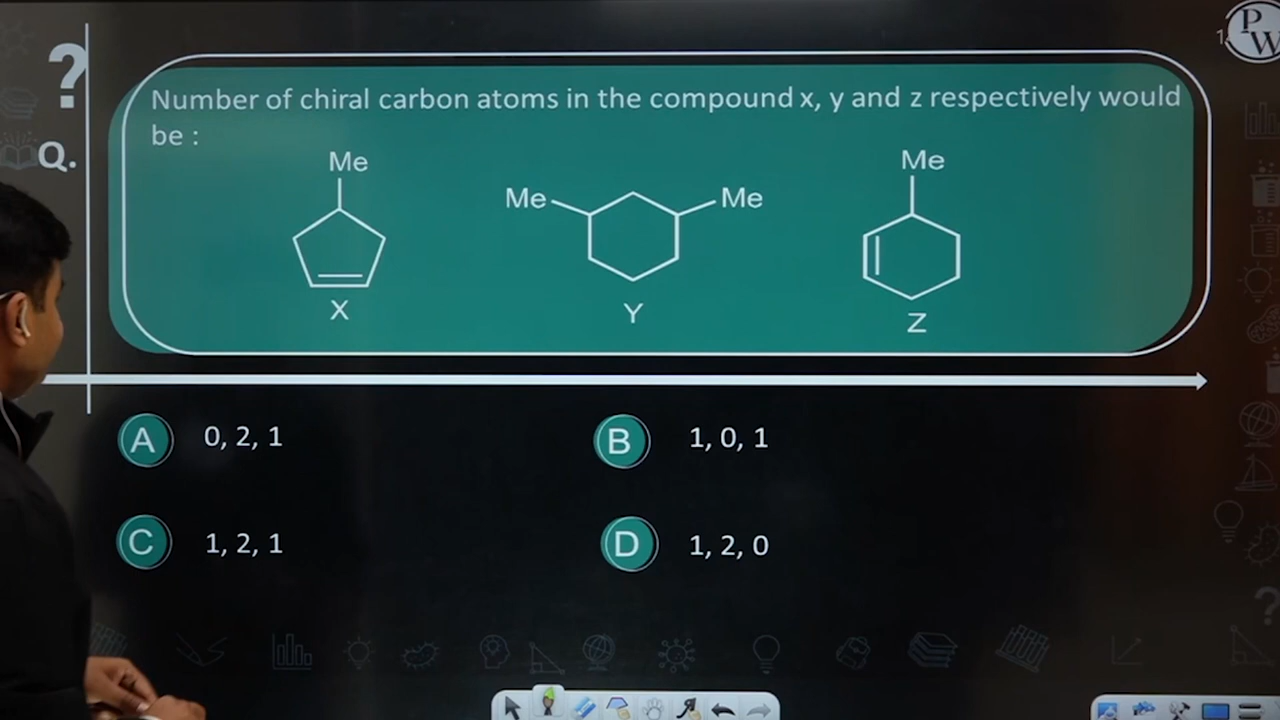 P
W
?
Q.
Number of chiral carbon atoms in the compound x, y and z respectively would
be :
Me
Me
Me
Me
X
Y
Z
A 0, 2, 1
B 1, 0, 1
C 1, 2, 1
D 1, 2, 0